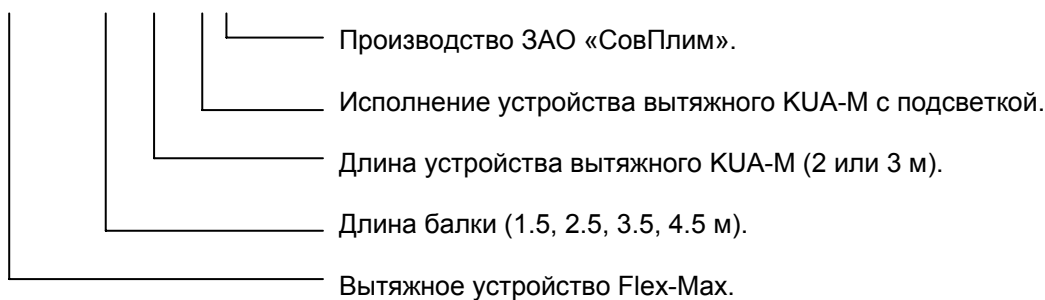 Производство ЗАО «СовПлим».
Исполнение устройства вытяжного KUA-M с подсветкой.
Длина устройства вытяжного KUA-M (2 или 3 м).
Длина балки (1.5, 2.5, 3.5, 4.5 м).
Вытяжное устройство Flex-Max.